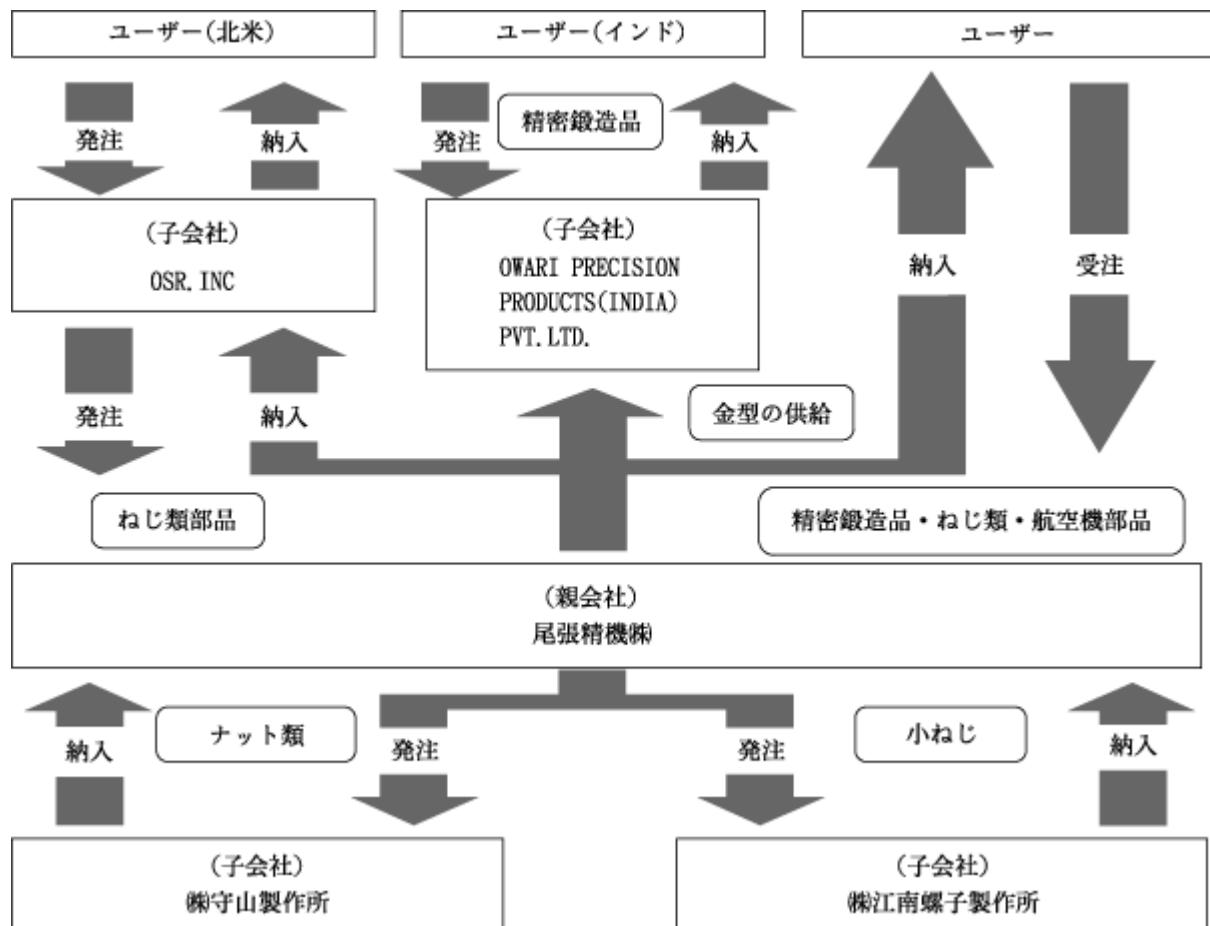 ユーザー(北米)
ユーザー(インド)
ユーザー
発注
納入
発注
精密鍛造品
納入
(子会社)
OSR.INC
(子会社)
OWARI PRECISION
PRODUCTS(INDIA)
PVT.LTD.
納入
受注
発注
納入
金型の供給
ねじ類部品
精密鍛造品・ねじ類・航空機部品
(親会社)
尾張精機㈱
納入
ナット類
発注
発注
小ねじ
納入
(子会社)
㈱守山製作所
(子会社)
㈱江南螺子製作所